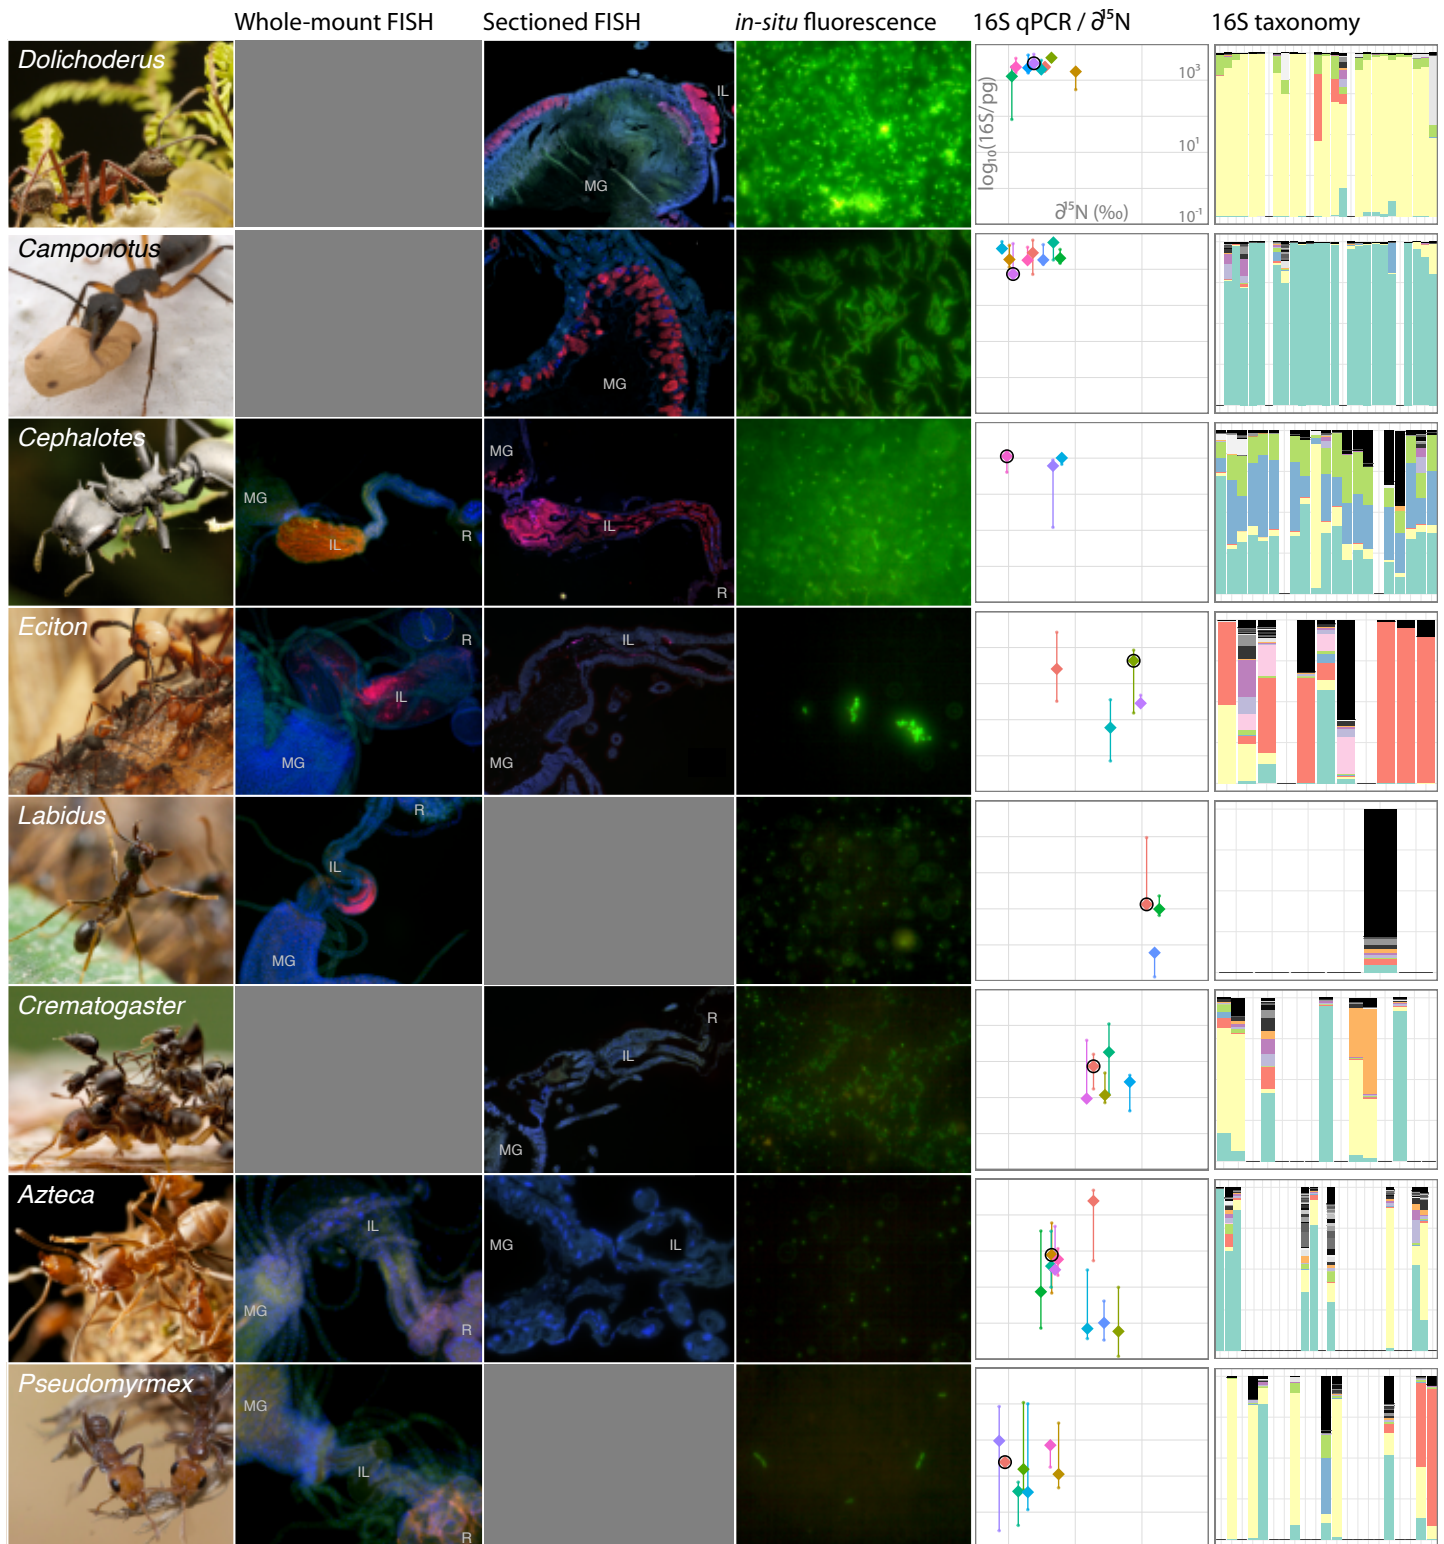 Whole-mount FISH
Sectioned FISH
in-situ fluorescence
16S qPCR / ∂¹⁵N
16S taxonomy
Dolichoderus
IL
MG
log₁₀(16S/pg)
10³
10¹
10⁻¹
∂¹⁵N (‰)
Camponotus
MG
Cephalotes
MG
IL
R
MG
IL
R
Eciton
R
IL
MG
IL
MG
Labidus
R
IL
MG
Crematogaster
R
IL
MG
Azteca
IL
MG
R
MG
IL
Pseudomyrmex
MG
IL
R